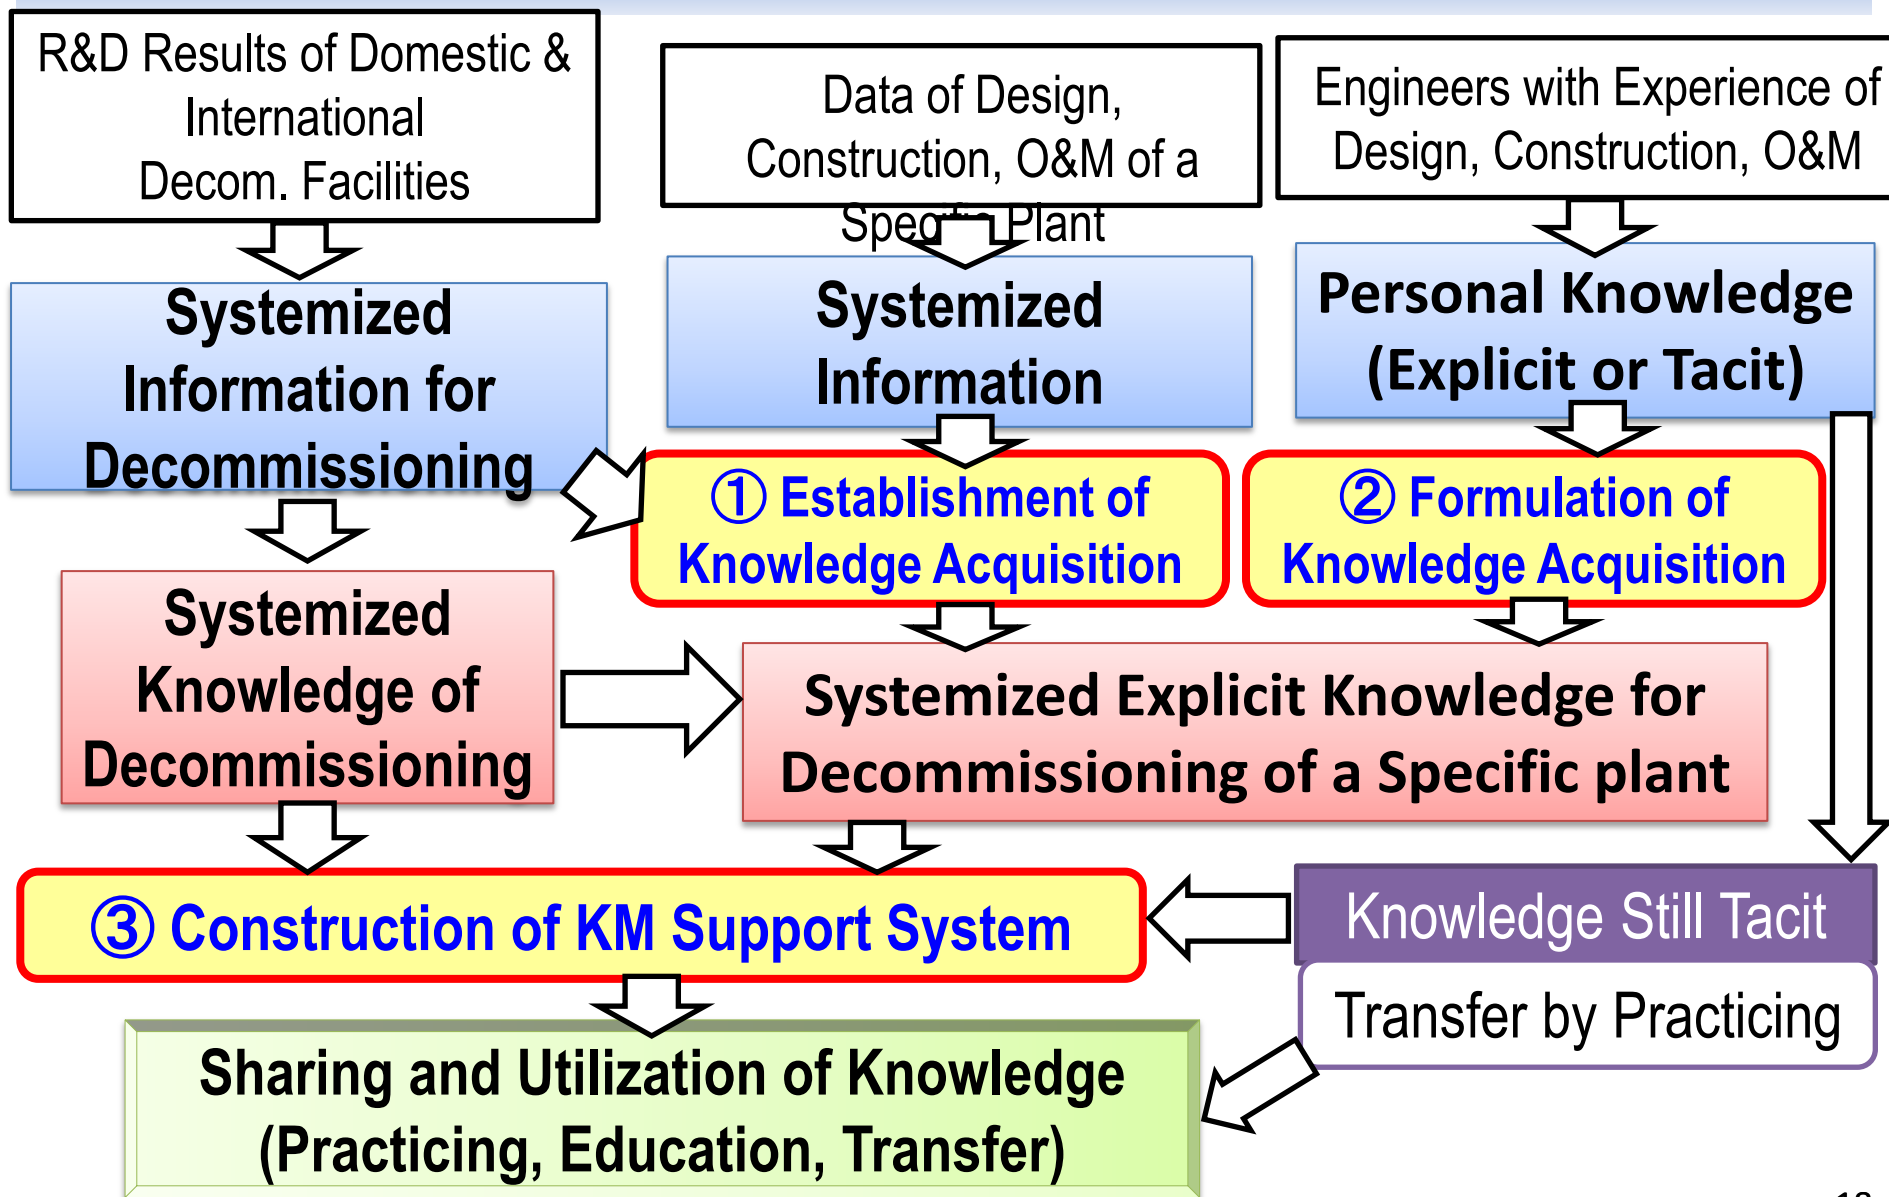 R&D Results of Domestic &
International
Decom. Facilities
Data of Design,
Construction, O&M of a
Specific Plant
Engineers with Experience of
Design, Construction, O&M
Systemized
Information for
Decommissioning
Systemized
Information
Personal Knowledge
(Explicit or Tacit)
① Establishment of
Knowledge Acquisition
② Formulation of
Knowledge Acquisition
Systemized
Knowledge of
Decommissioning
Systemized Explicit Knowledge for
Decommissioning of a Specific plant
③ Construction of KM Support System
Knowledge Still Tacit
Transfer by Practicing
Sharing and Utilization of Knowledge
(Practicing, Education, Transfer)